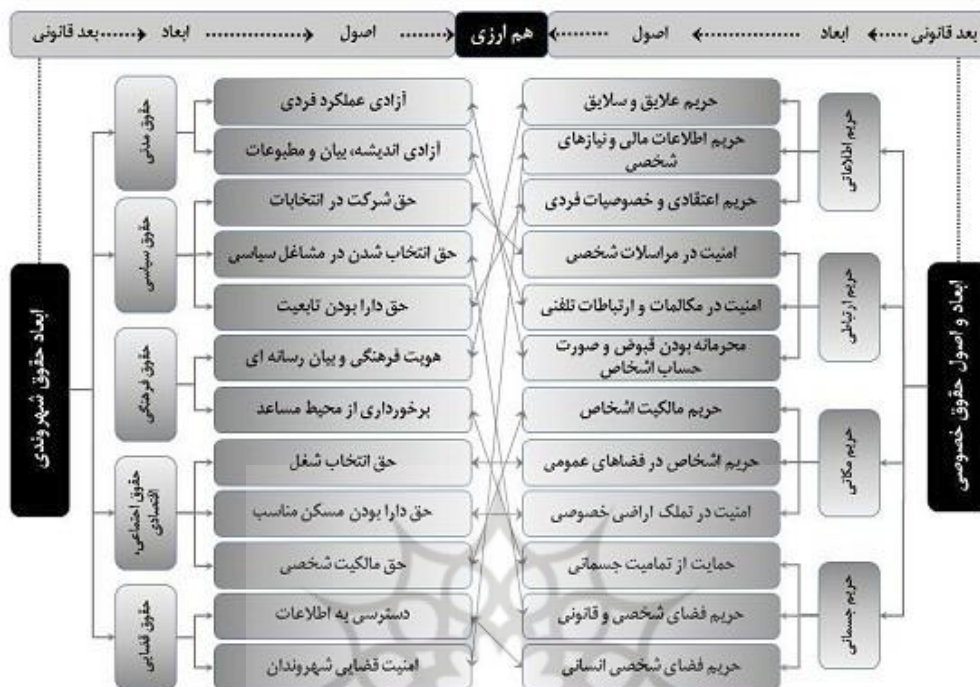 بعد قانونی ابعاد اصول هم ارزی اصول ابعاد بعد قانونی
ابعاد و اصول حقوق خصوصی
حریم اطلاعاتی
حریم علایق و سلایق
حریم اطلاعات مالی و نیازهای
شخصی
حریم اعتقادی و خصوصیات فردی
حریم ارتباطی
امنیت در مراسلات شخصی
امنیت در مکالمات و ارتباطات تلفنی
محرمانه بودن قبوض و صورت
حساب اشخاص
حریم مکانی
حریم مالکیت اشخاص
حریم اشخاص در فضاهای عمومی
امنیت در تملک اراضی خصوصی
حریم جسمانی
حمایت از تمامیت جسمانی
حریم فضای شخصی و قانونی
حریم فضای شخصی انسانی
آزادی عملکرد فردی
آزادی اندیشه، بیان و مطبوعات
حقوق مدنی
حق شرکت در انتخابات
حق انتخاب شدن در مشاغل سیاسی
حق دارا بودن تابعیت
حقوق سیاسی
هویت فرهنگی و بیان رسانه ای
برخورداری از محیط مساعد
حقوق فرهنگی
حق انتخاب شغل
حق دارا بودن مسکن مناسب
حق مالکیت شخصی
حقوق اجتماعی،
اقتصادی
دسترسی به اطلاعات
امنیت قضایی شهروندان
حقوق قضایی
ابعاد حقوق شهروندی